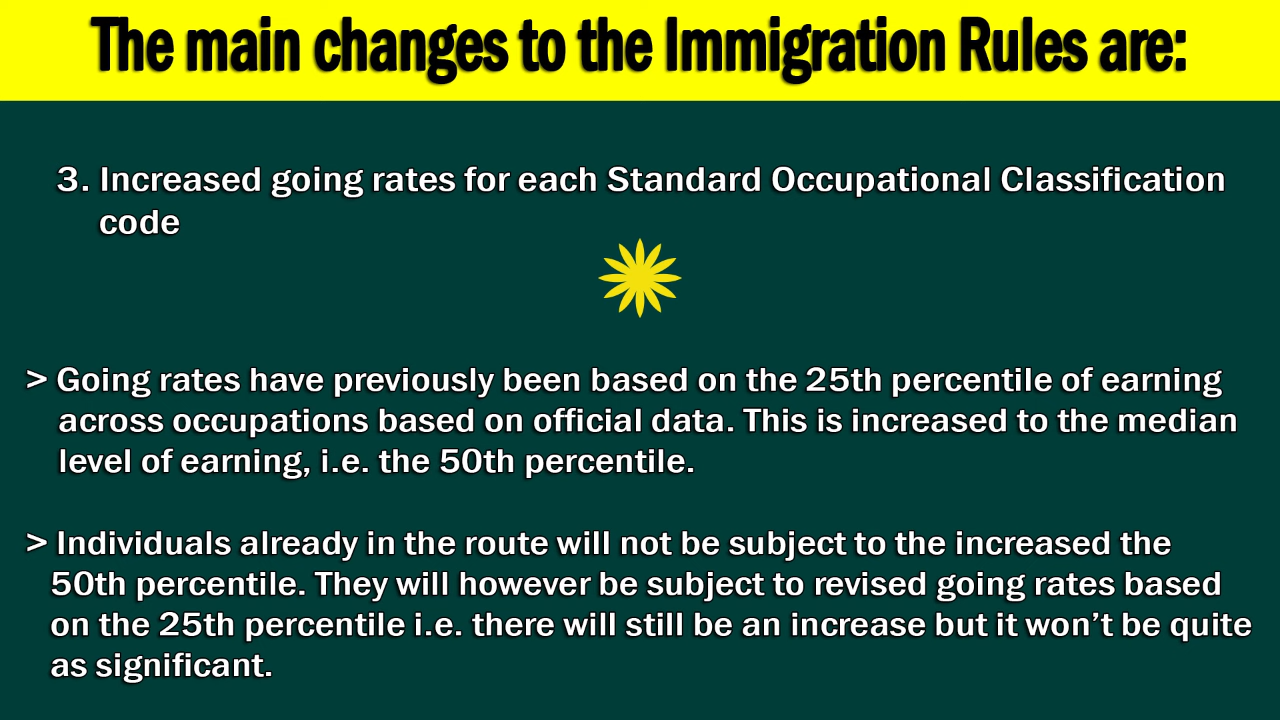 The main changes to the Immigration Rules are:
3. Increased going rates for each Standard Occupational Classification
code
> Going rates have previously been based on the 25th percentile of earning
across occupations based on official data. This is increased to the median
level of earning, i.e. the 50th percentile.
> Individuals already in the route will not be subject to the increased the
50th percentile. They will however be subject to revised going rates based
on the 25th percentile i.e. there will still be an increase but it won’t be quite
as significant.